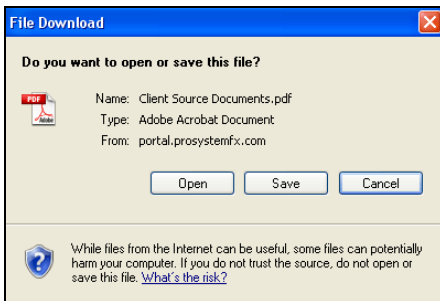 File Download
Do you want to open or save this file?
PDF
Adobe
Name: Client Source Documents.pdf
Type: Adobe Acrobat Document
From: portal.prosystemfx.com
Open Save Cancel
While files from the Internet can be useful, some files can potentially
harm your computer. If you do not trust the source, do not open or
save this file. What's the risk?